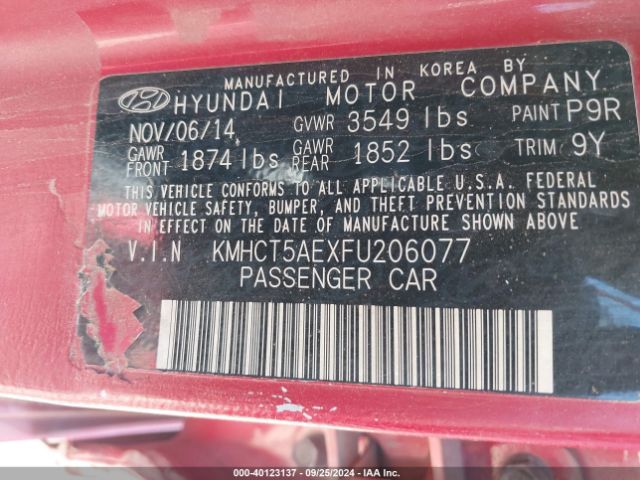 MANUFACTURED IN KOREA BY
HYUNDAI MOTOR COMPANY
NOV/06/14 GVWR 3549 lbs PAINT P9R
GAWR FRONT 1874 lbs GAWR REAR 1852 lbs TRIM 9Y
THIS VEHICLE CONFORMS TO ALL APPLICABLE U.S.A. FEDERAL
MOTOR VEHICLE SAFETY, BUMPER, AND THEFT PREVENTION STANDARDS
IN EFFECT ON THE DATE OF MANUFACTURE SHOWN ABOVE
V.I.N KMHCT5AEXFU206077
PASSENGER CAR
000-40123137 - 09/25/2024 - IAA Inc.